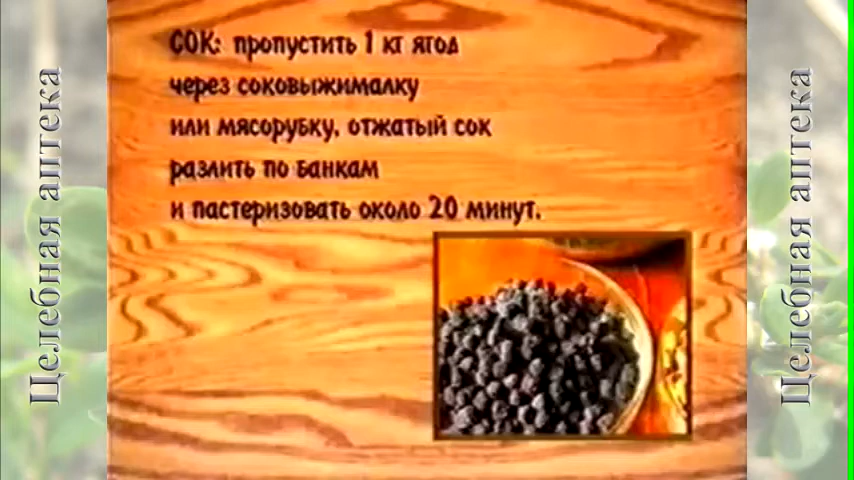 СОК: пропустить 1 кг ягод
через соковыжималку
или мясорубку, отжатый сок
разлить по банкам
и пастеризовать около 20 минут.
Целебная аптека
Целебная аптека